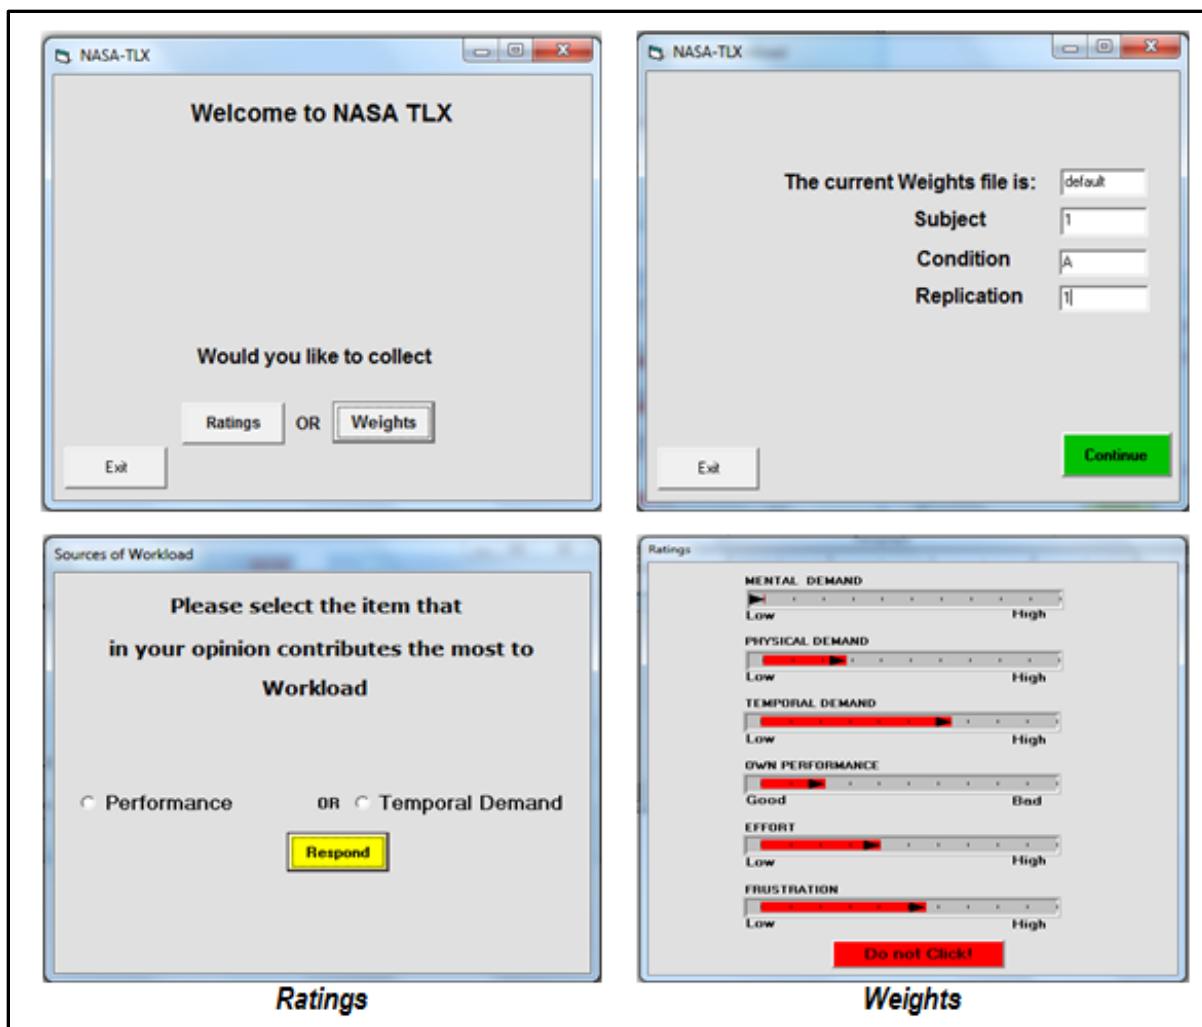 NASA-TLX
Welcome to NASA TLX
Would you like to collect
Ratings OR Weights
Exit
NASA-TLX
The current Weights file is: default
Subject 1
Condition A
Replication 1
Exit
Continue
Sources of Workload
Please select the item that
in your opinion contributes the most to
Workload
Performance OR Temporal Demand
Respond
Ratings
Ratings
MENTAL DEMAND
Low High
PHYSICAL DEMAND
Low High
TEMPORAL DEMAND
Low High
OWN PERFORMANCE
Good Bad
EFFORT
Low High
FRUSTRATION
Low High
Do not Click!
Weights